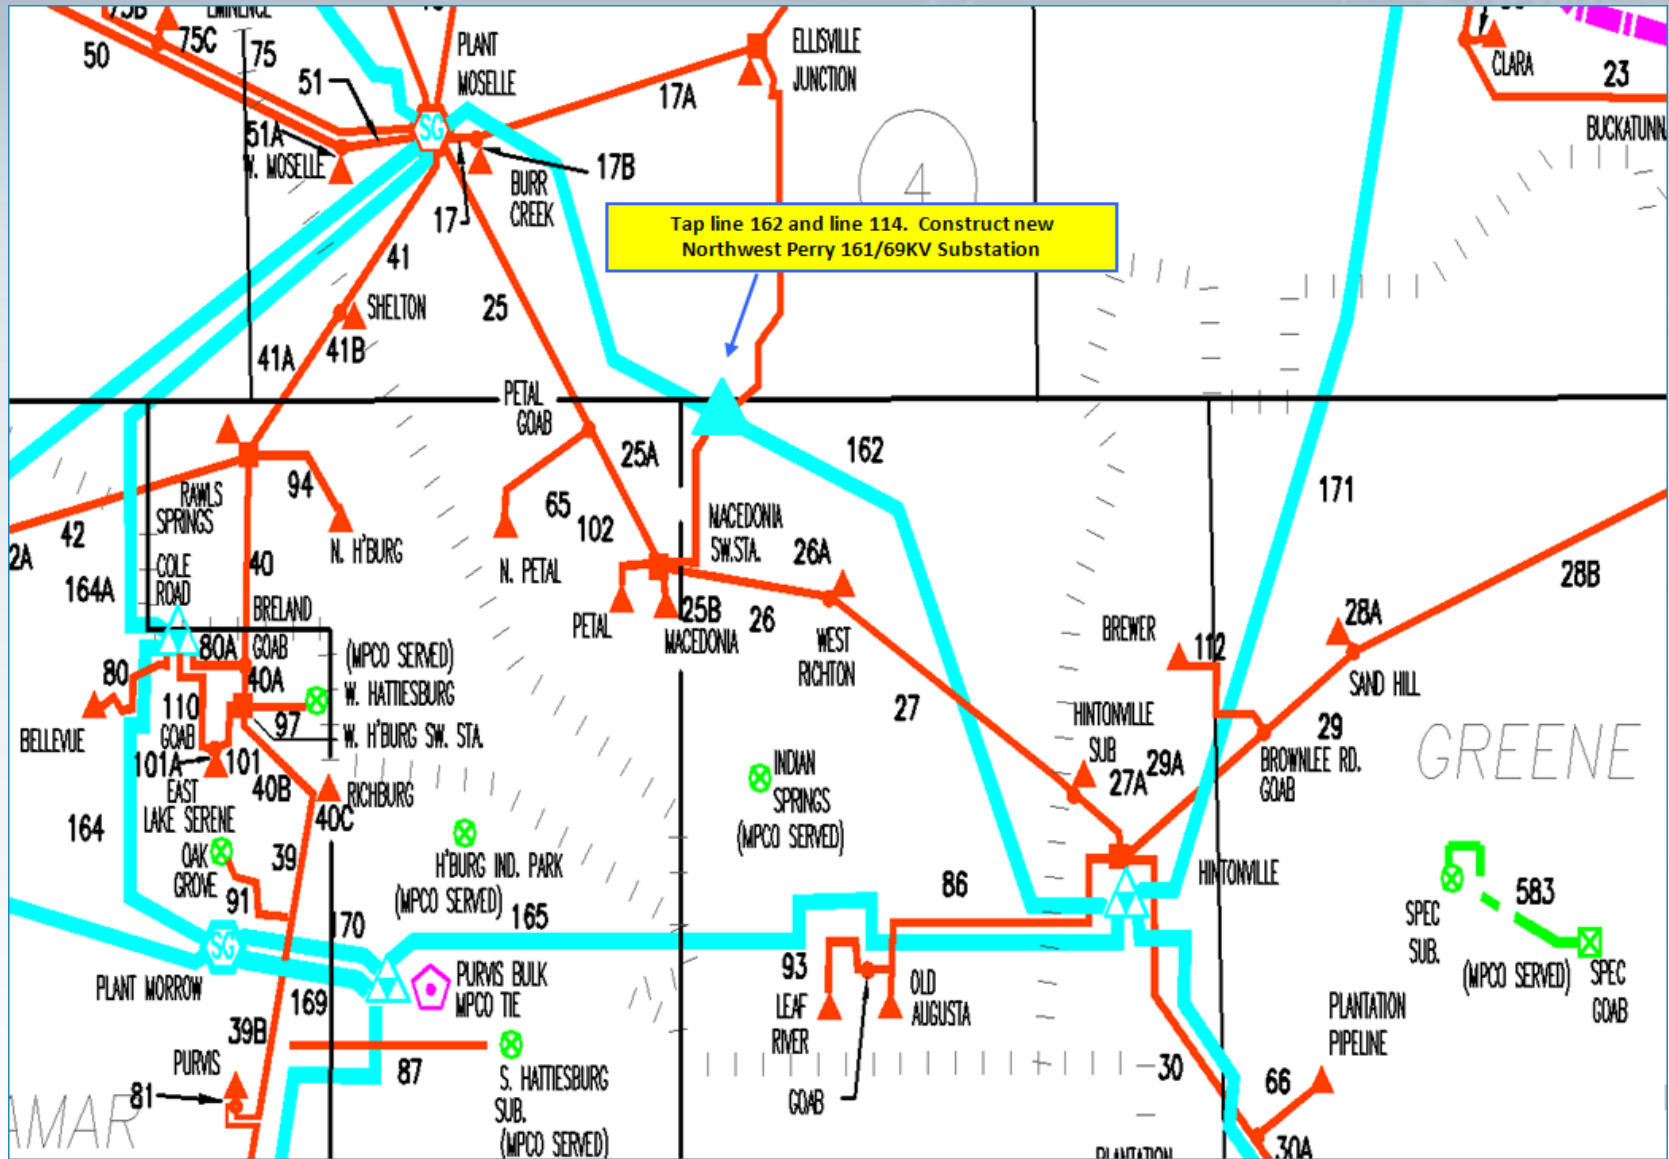 75B
EMINENCE
75C
50
75
51
PLANT
MOSELLE
SG
51A
W. MOSELLE
17A
ELLISVILLE
JUNCTION
CLARA
23
BUCKATUNN
17B
BURR
CREEK
17
4
Tap line 162 and line 114. Construct new
Northwest Perry 161/69KV Substation
41
25
SHELTON
41A
41B
PETAL
GOAB
25A
162
171
42
2A
RAWLS
SPRINGS
94
N. H'BURG
65
102
N. PETAL
MACEDONIA
SW.STA.
26A
28B
164A
COLE
ROAD
40
BRELAND
GOAB
PETAL
25B
MACEDONIA
26
WEST
RICHTON
BREWER
112
28A
SAND HILL
80
80A
40A
(MPCO SERVED)
W. HATTIESBURG
110
GOAB
97
W. H'BURG SW. STA.
BELLEVUE
101A
101
EAST
LAKE SERENE
40B
40C
RICHBURG
27
HINTONVILLE
SUB
27A
29A
29
BROWNLEE RD.
GOAB
GREENE
INDIAN
SPRINGS
(MPCO SERVED)
164
OAK
GROVE
39
H'BURG IND. PARK
(MPCO SERVED)
91
170
165
86
HINTONVILLE
583
SPEC
SUB.
(MPCO SERVED)
SPEC
GOAB
SG
PLANT MORROW
169
PURVIS BULK
MPCO TIE
93
LEAF
RIVER
OLD
AUGUSTA
GOAB
PLANTATION
PIPELINE
39B
PURVIS
81
87
S. HATTIESBURG
SUB.
(MPCO SERVED)
30
66
30A
PLANTATION
AMAR